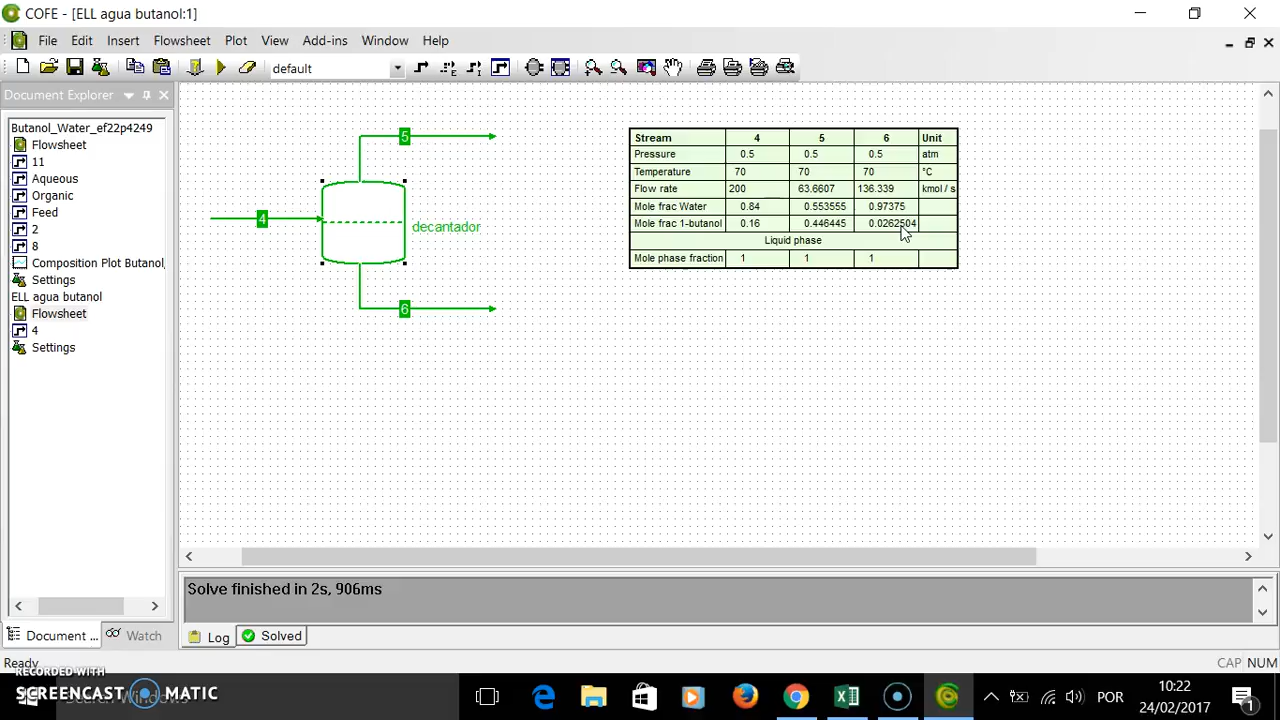 COFE - [ELL agua butanol:1]
File Edit Insert Flowsheet Plot View Add-ins Window Help
default
Document Explorer
Butanol_Water_ef22p4249
Flowsheet
11
Aqueous
Organic
Feed
2
8
Composition Plot Butanol,
Settings
ELL agua butanol
Flowsheet
4
Settings
Document ... Watch
5
4
decantador
6
Stream 4 5 6 Unit
Pressure 0.5 0.5 0.5 atm
Temperature 70 70 70 °C
Flow rate 200 63.6607 136.339 kmol / s
Mole frac Water 0.84 0.553555 0.97375
Mole frac 1-butanol 0.16 0.446445 0.0262504
Liquid phase
Mole phase fraction 1 1 1
Solve finished in 2s, 906ms
Log Solved
Ready CAP NUM
RECORDED WITH
SCREENCAST MATIC
POR
10:22
24/02/2017
1